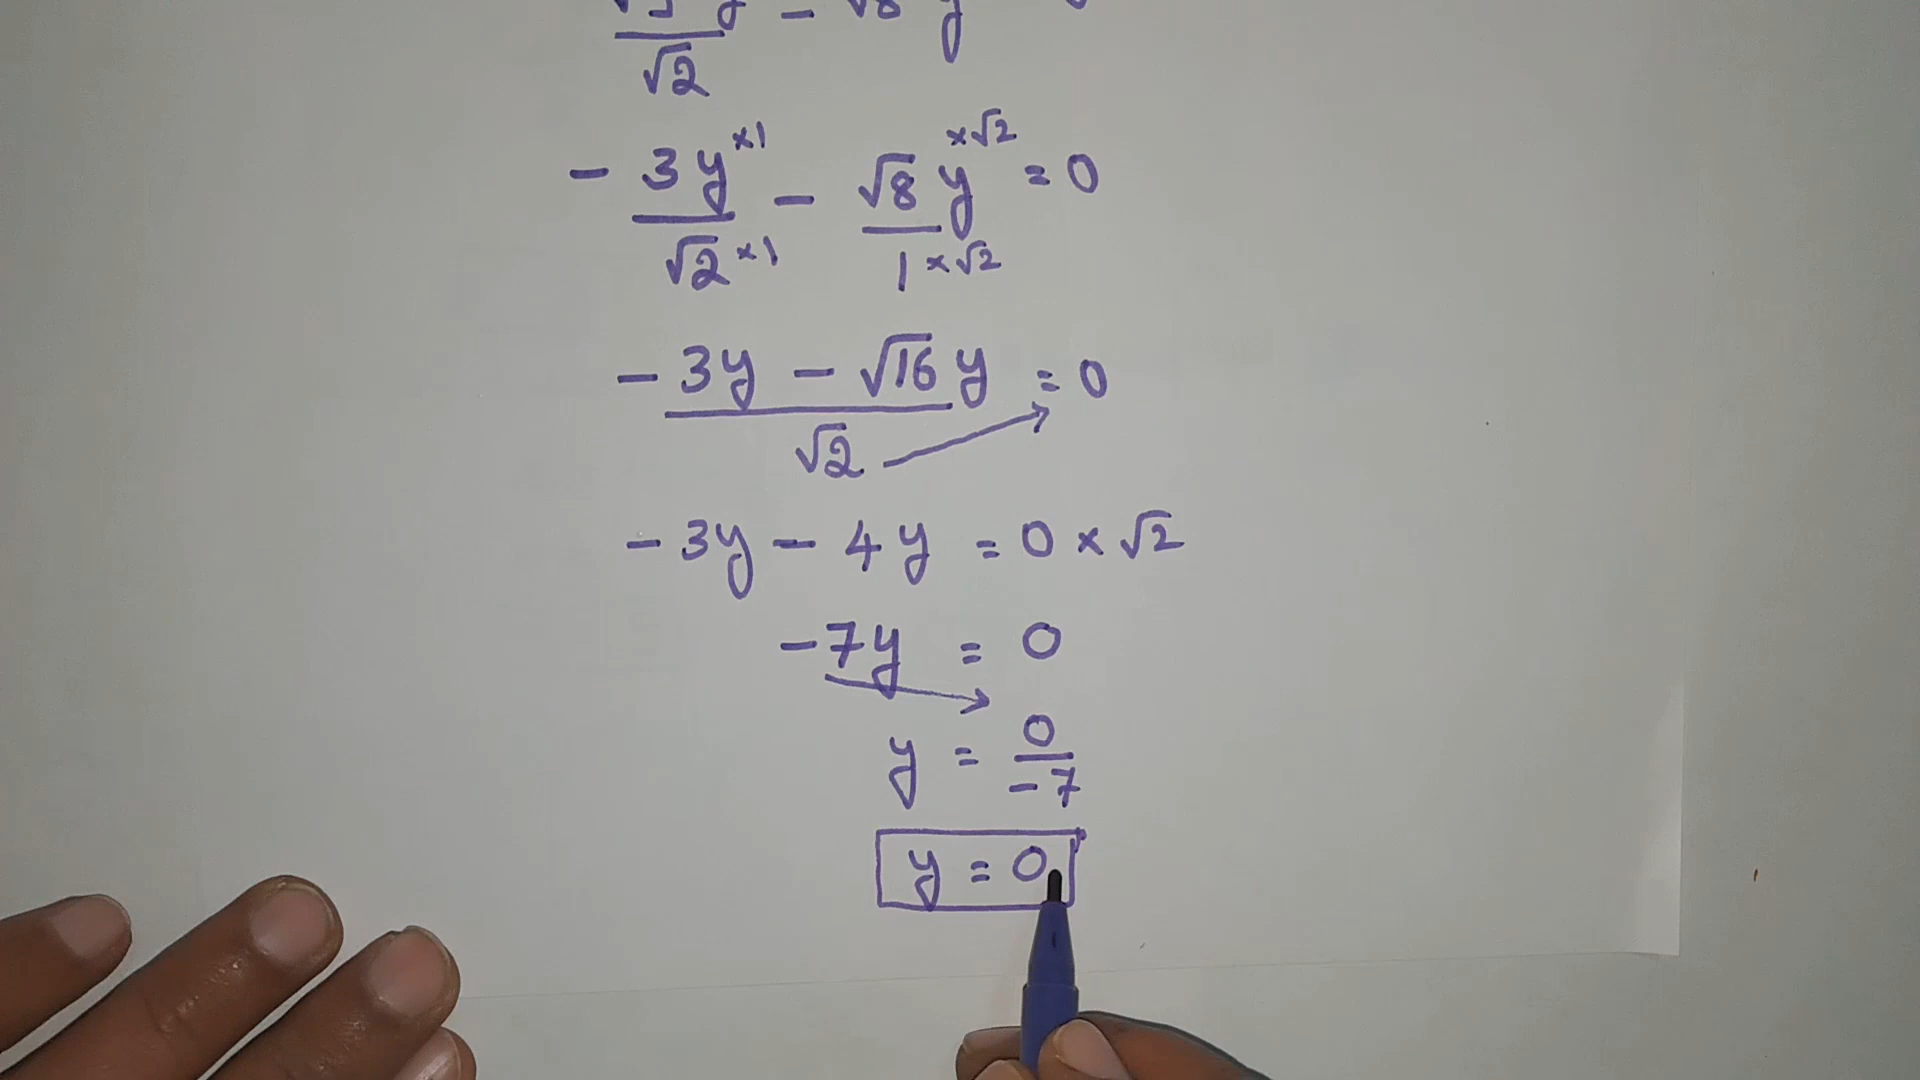 √2
- 3y ×1 / √2 ×1 - √8 y ×√2 / 1 ×√2 = 0
- 3y - √16 y / √2 = 0
- 3y - 4y = 0 × √2
- 7y = 0
y = 0 / -7
y = 0